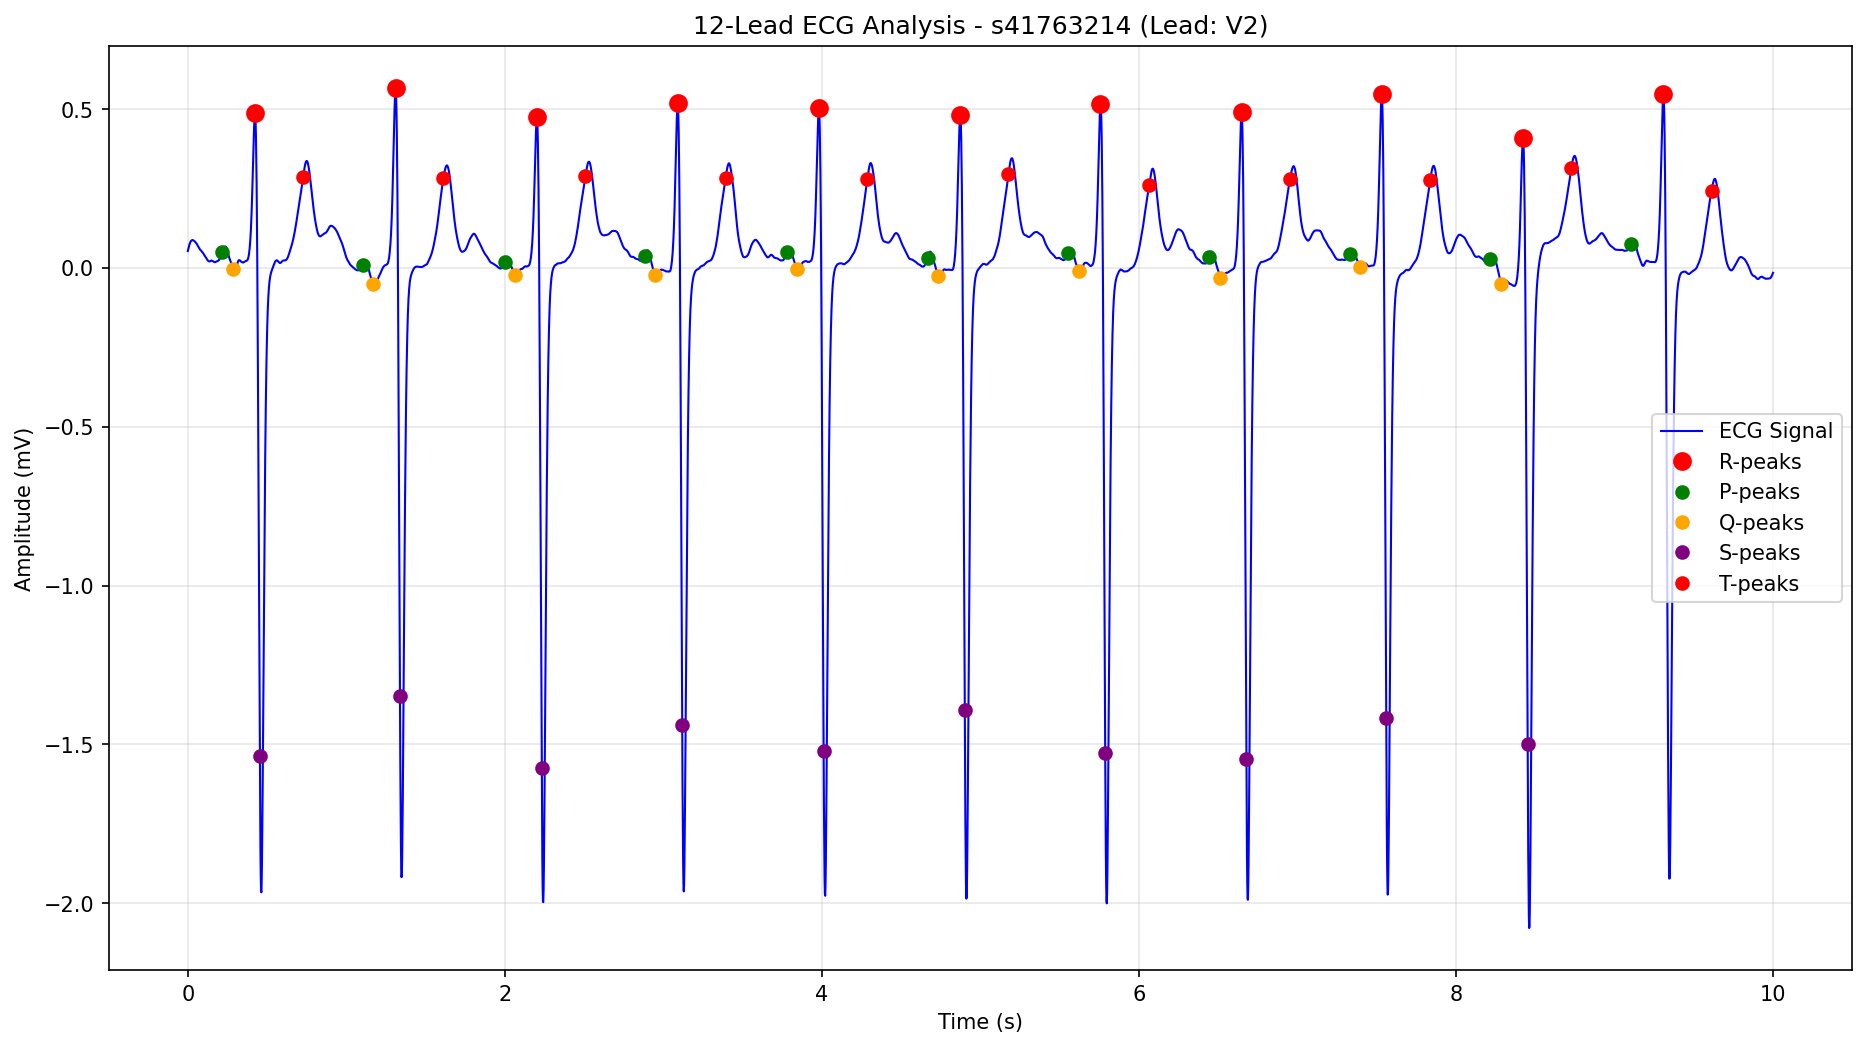 12-Lead ECG Analysis - s41763214 (Lead: V2)
Amplitude (mV)
0.5
0.0
−0.5
−1.0
−1.5
−2.0
ECG Signal
R-peaks
P-peaks
Q-peaks
S-peaks
T-peaks
0 2 4 6 8 10
Time (s)